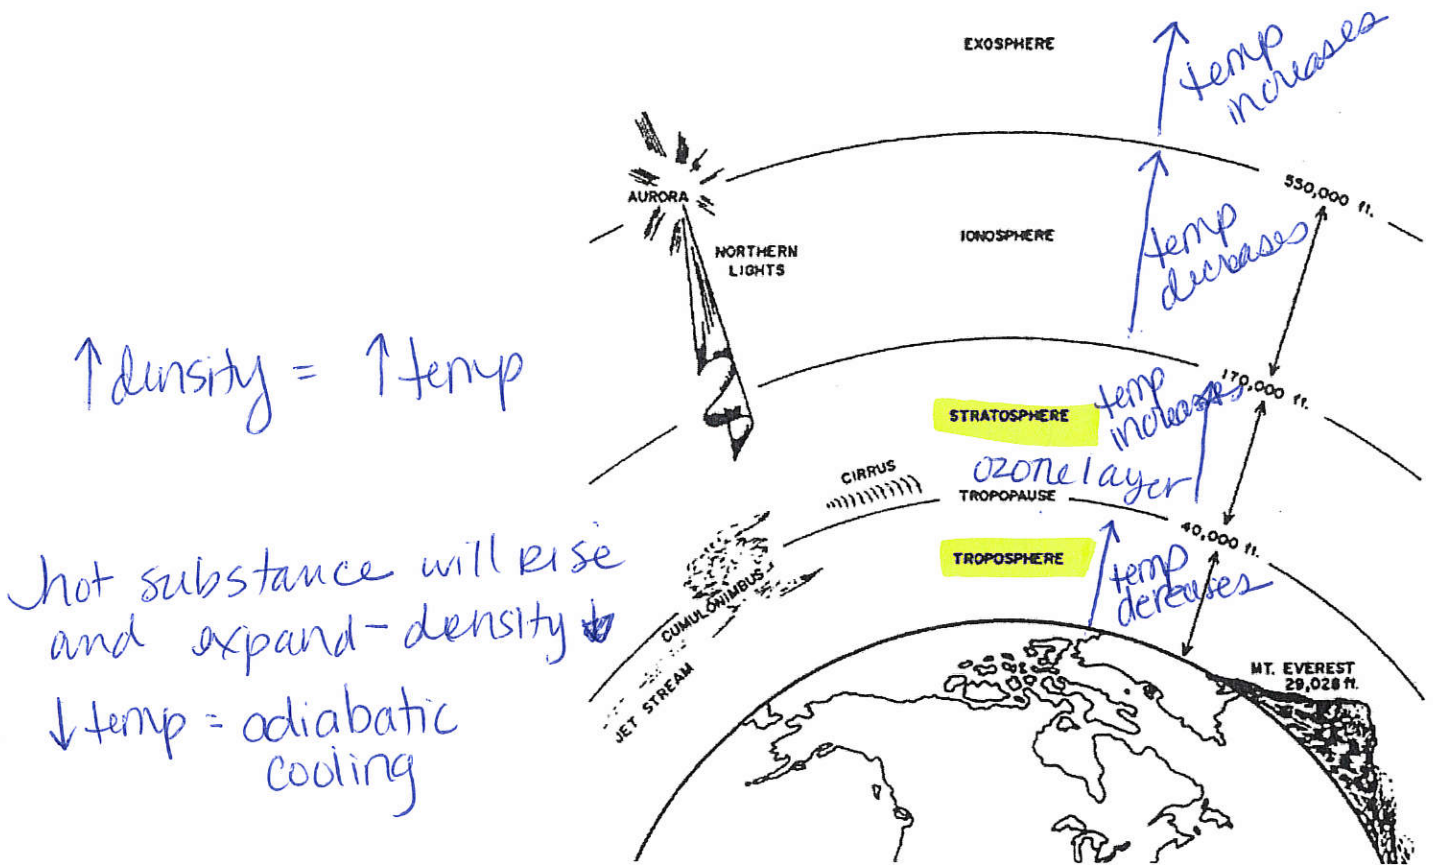 EXOSPHERE
temp
increases
AURORA
550,000 ft.
NORTHERN
LIGHTS
IONOSPHERE
temp
decreases
↑density = ↑temp
170,000 ft.
STRATOSPHERE
temp
increases
ozone layer
CIRRUS
TROPOPAUSE
40,000 ft.
TROPOSPHERE
temp
dereases
CUMULONIMBUS
JET STREAM
hot substance will rise
and expand - density ↓
↓temp = adiabatic
cooling
MT. EVEREST
29,028 ft.